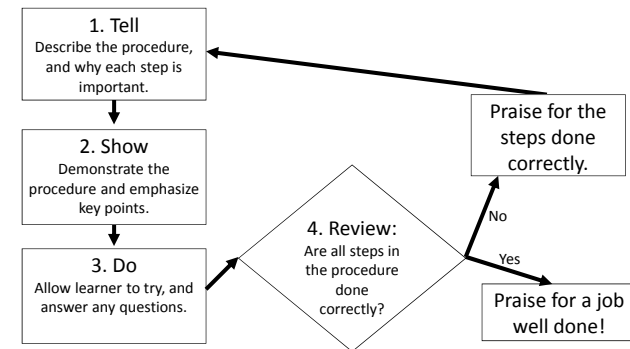 1. Tell
Describe the procedure,
and why each step is
important.
2. Show
Demonstrate the
procedure and emphasize
key points.
3. Do
Allow learner to try, and
answer any questions.
4. Review:
Are all steps in
the procedure
done
correctly?
No
Praise for the
steps done
correctly.
Yes
Praise for a job
well done!